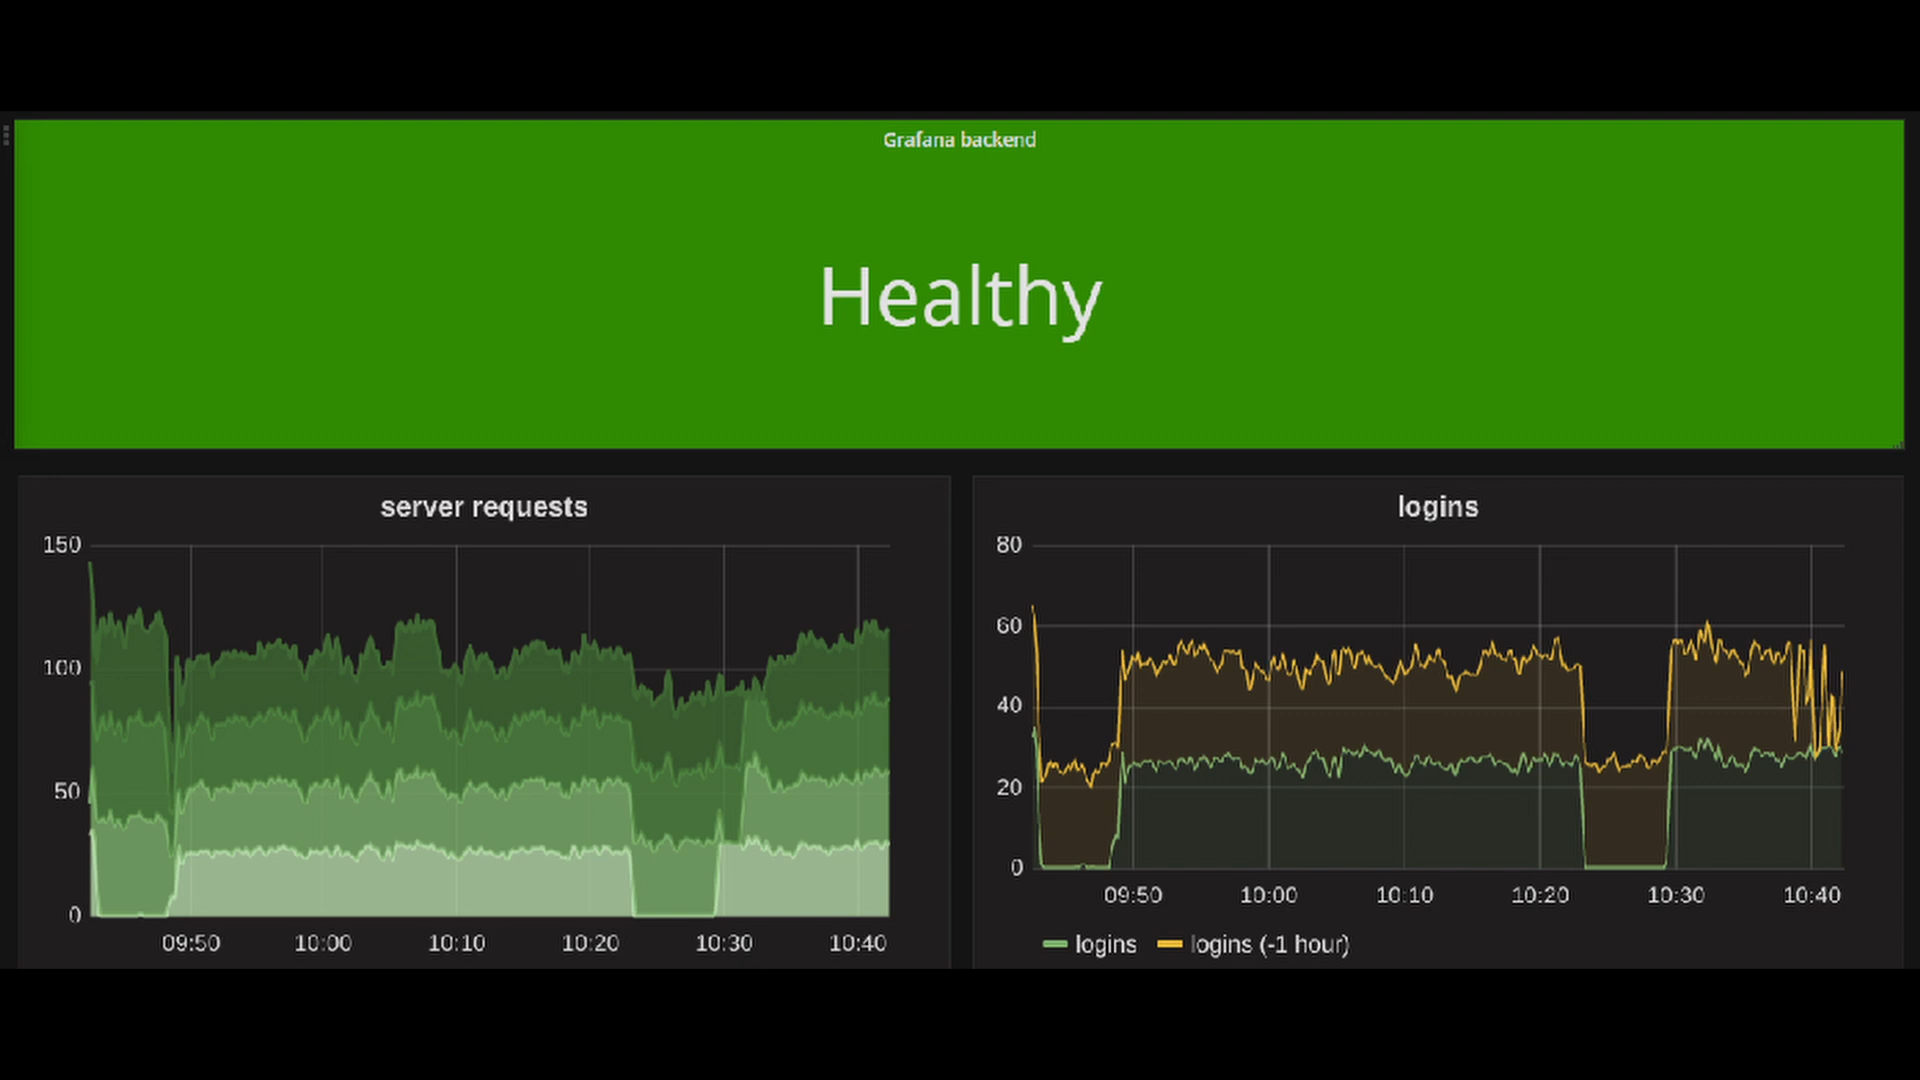 Grafana backend
Healthy
server requests
150
100
50
0
09:50 10:00 10:10 10:20 10:30 10:40
logins
80
60
40
20
0
09:50 10:00 10:10 10:20 10:30 10:40
logins logins (-1 hour)